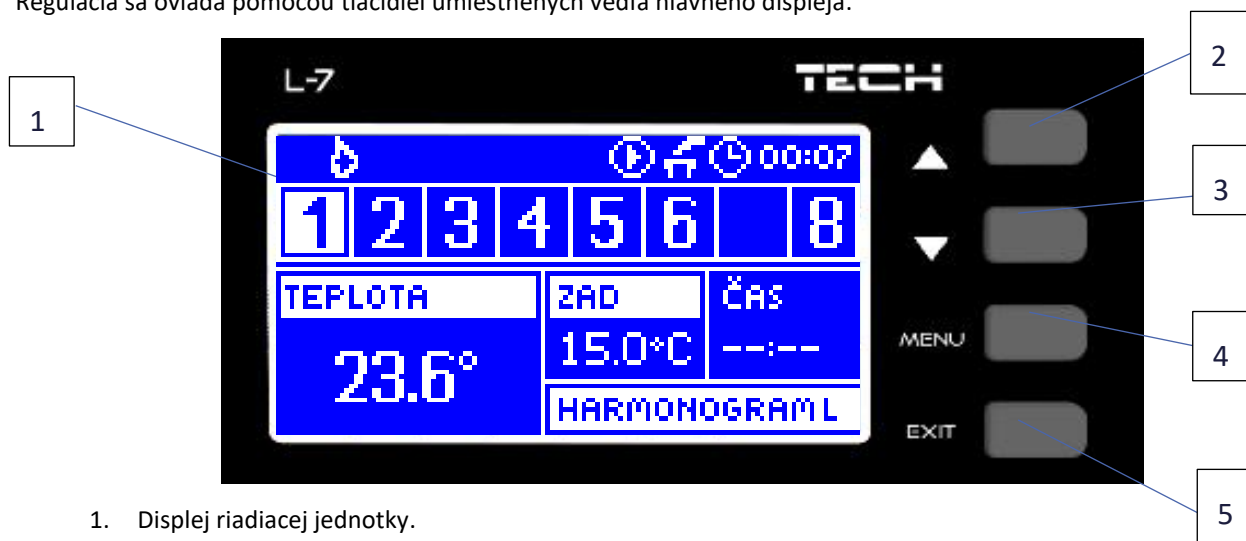 Regulácia sa ovláda pomocou tlačidiel umiestnených vedľa hlavného displeja.
2
L-7 TECH
1
00:07
1 2 3 4 5 6 8
3
TEPLOTA ZAD ČAS
23.6° 15.0°C --:--
MENU
4
HARMONOGRAM L
EXIT
5
1. Displej riadiacej jednotky.